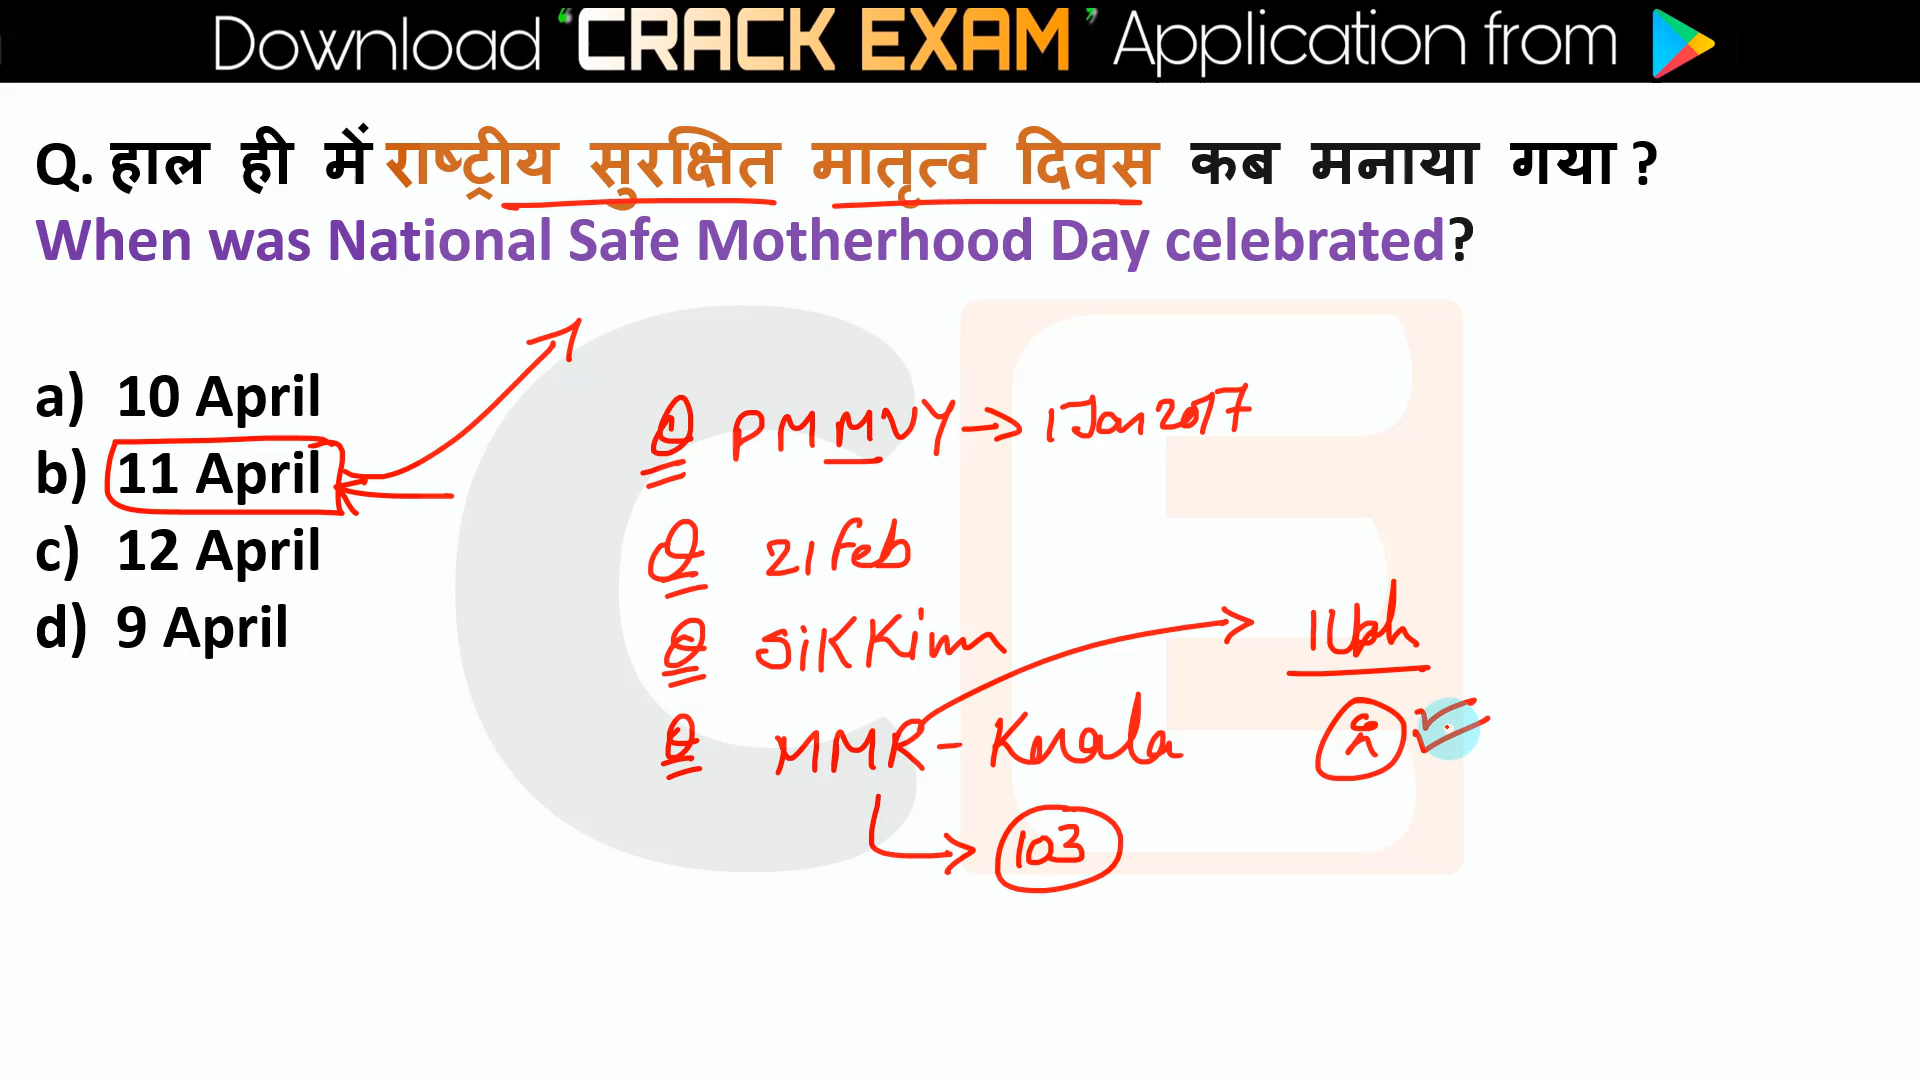 Download "CRACK EXAM" Application from
Q. हाल ही में राष्ट्रीय सुरक्षित मातृत्व दिवस कब मनाया गया ?
When was National Safe Motherhood Day celebrated?
a) 10 April
b) 11 April
c) 12 April
d) 9 April
Q PMMVY → 1 Jan 2017
Q 21 Feb
Q SiKKim
Q MMR - Kerala
103
CE